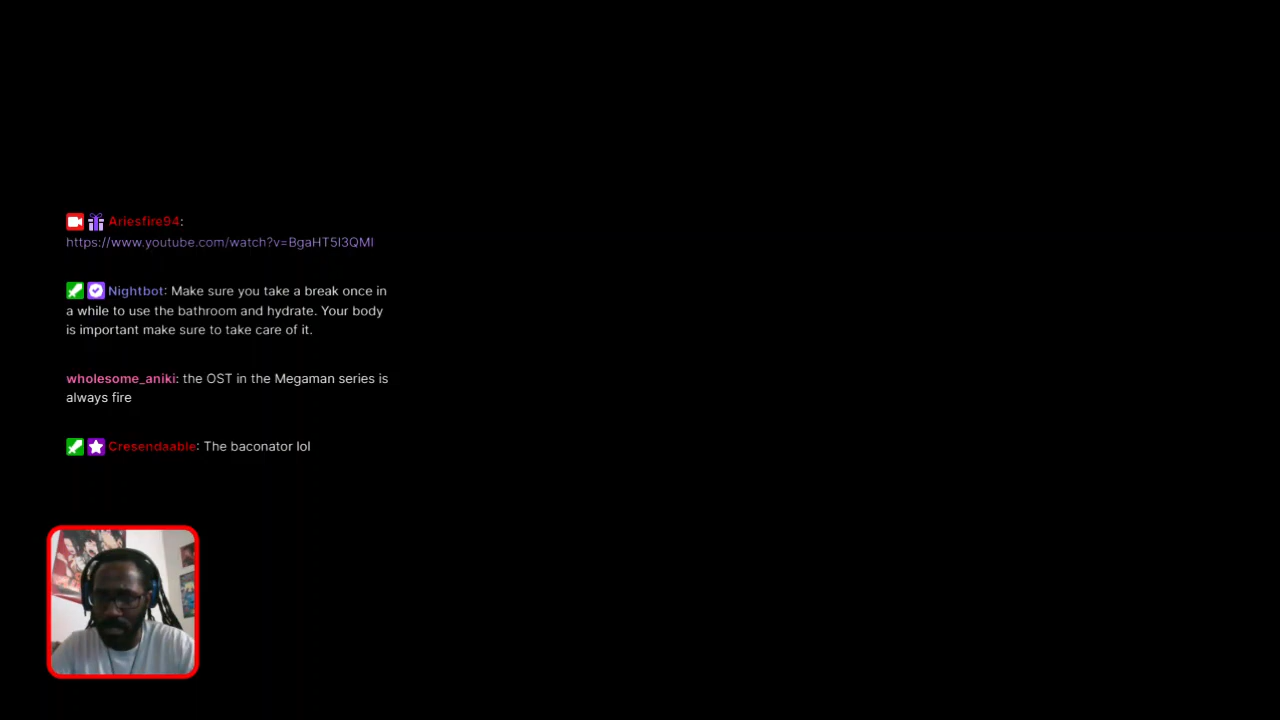 Ariesfire94:
https://www.youtube.com/watch?v=BgaHT5I3QMI
Nightbot: Make sure you take a break once in
a while to use the bathroom and hydrate. Your body
is important make sure to take care of it.
wholesome_aniki: the OST in the Megaman series is
always fire
Cresendaable: The baconator lol